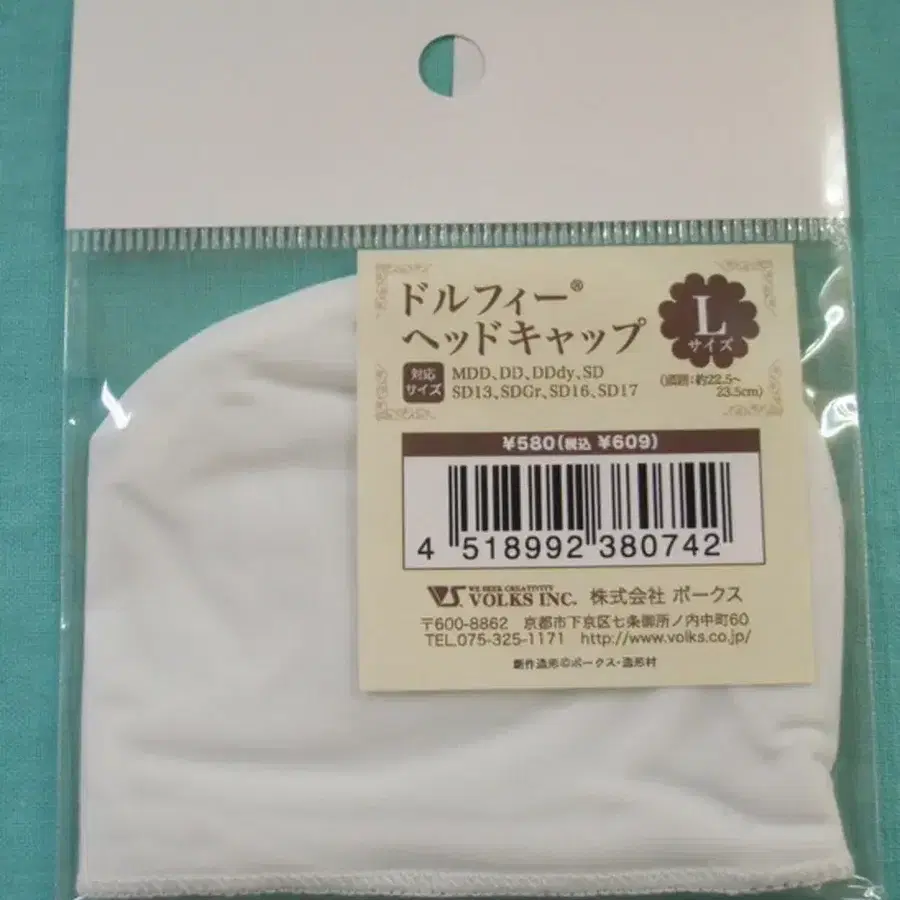 ドルフィー®
ヘッドキャップ
L
サイズ
対応
サイズ
MDD、DD、DDdy、SD
SD13、SDGr、SD16、SD17
(頭囲:約22.5~
23.5cm)
¥580(税込 ¥609)
4 518992 380742
WE SEEK CREATIVITY
VS. VOLKS INC. 株式会社 ボークス
〒600-8862 京都市下京区七条御所ノ内中町60
TEL.075-325-1171 http://www.volks.co.jp/
創作造形©ボークス・造形村